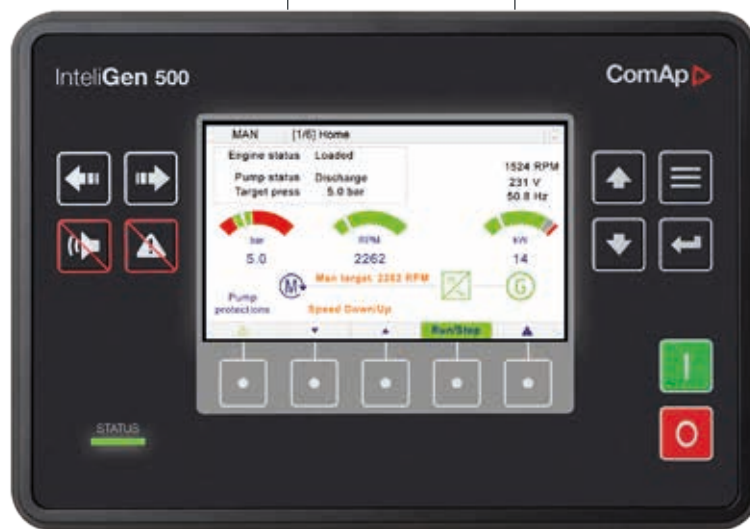 InteliGen 500
ComAp
MAN [1/6] Home
Engine status Loaded
Pump status Discharge
Target press 5.0 bar
1524 RPM
231 V
50.8 Hz
bar
RPM
kW
5.0
2262
14
M
Man target: 2262 RPM
G
Pump
protections
Speed Down/Up
Run/Stop
STATUS